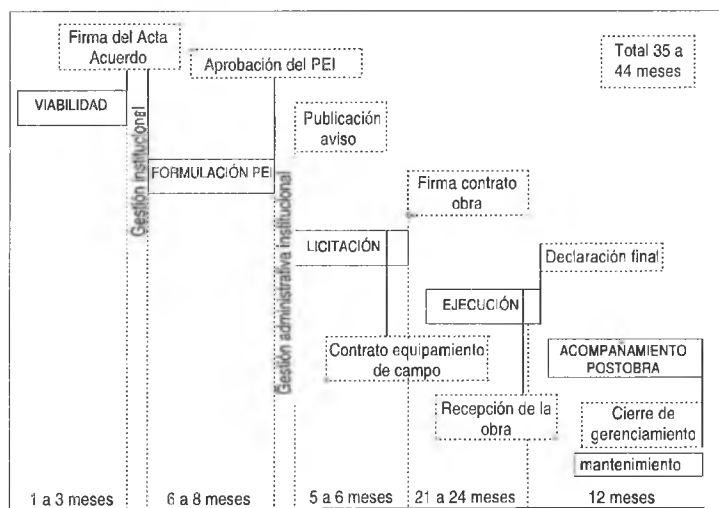 Firma del Acta
Acuerdo
Aprobación del PEI
Total 35 a
44 meses
VIABILIDAD
Publicación
aviso
Gestión institucional
FORMULACIÓN PEI
Firma contrato
obra
Gestión administrativa institucional
LICITACIÓN
Declaración final
EJECUCIÓN
Contrato equipamiento
de campo
ACOMPAÑAMIENTO
POSTOBRA
Recepción de la
obra
Cierre de
gerenciamiento
mantenimiento
1 a 3 meses
6 a 8 meses
5 a 6 meses
21 a 24 meses
12 meses